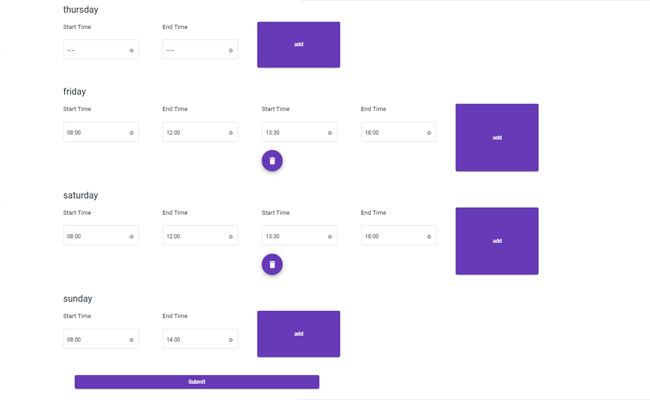 thursday
Start Time End Time
--:-- --:-- add
friday
Start Time End Time Start Time End Time
08:00 12:00 13:30 18:00 add
saturday
Start Time End Time Start Time End Time
08:00 12:00 13:30 18:00 add
sunday
Start Time End Time
08:00 14:00 add
Submit